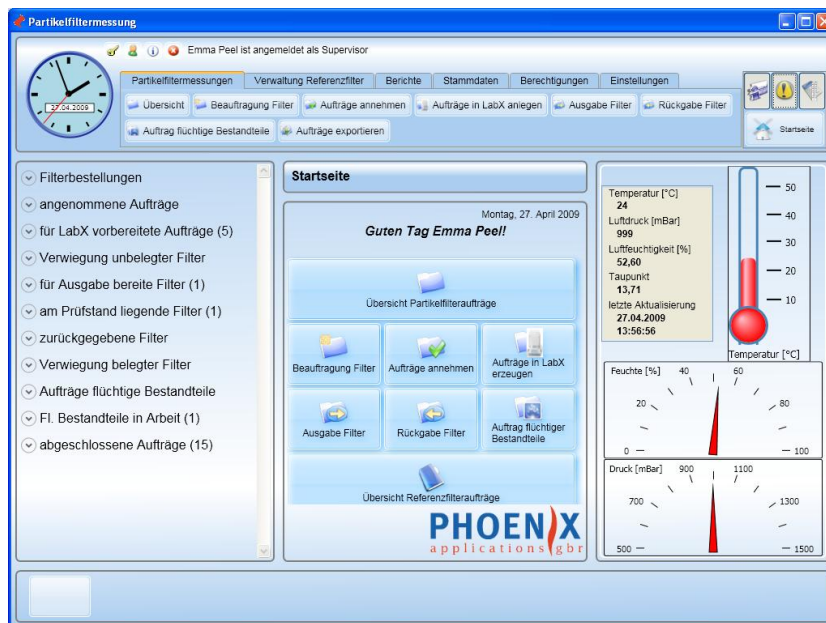 Partikelfiltermessung
Emma Peel ist angemeldet als Supervisor
27.04.2009
Partikelfiltermessungen Verwaltung Referenzfilter Berichte Stammdaten Berechtigungen Einstellungen
Übersicht Beauftragung Filter Aufträge annehmen Aufträge in LabX anlegen Ausgabe Filter Rückgabe Filter
Auftrag flüchtige Bestandteile Aufträge exportieren
Startseite
Filterbestellungen
angenommene Aufträge
für LabX vorbereitete Aufträge (5)
Verwiegung unbelegter Filter
für Ausgabe bereite Filter (1)
am Prüfstand liegende Filter (1)
zurückgegebene Filter
Verwiegung belegter Filter
Aufträge flüchtige Bestandteile
Fl. Bestandteile in Arbeit (1)
abgeschlossene Aufträge (15)
Startseite
Montag, 27. April 2009
Guten Tag Emma Peel!
Übersicht Partikelfilteraufträge
Beauftragung Filter
Aufträge annehmen
Aufträge in LabX
erzeugen
Ausgabe Filter
Rückgabe Filter
Auftrag flüchtiger
Bestandteile
Übersicht Referenzfilteraufträge
PHOENIX
applications gbr
Temperatur [°C]
24
Luftdruck [mBar]
999
Luftfeuchtigkeit [%]
52,60
Taupunkt
13,71
letzte Aktualisierung
27.04.2009
13:56:56
50
40
30
20
10
Temperatur [°C]
Feuchte [%] 40 60
20 80
0 100
Druck [mBar] 900 1100
700 1300
500 1500